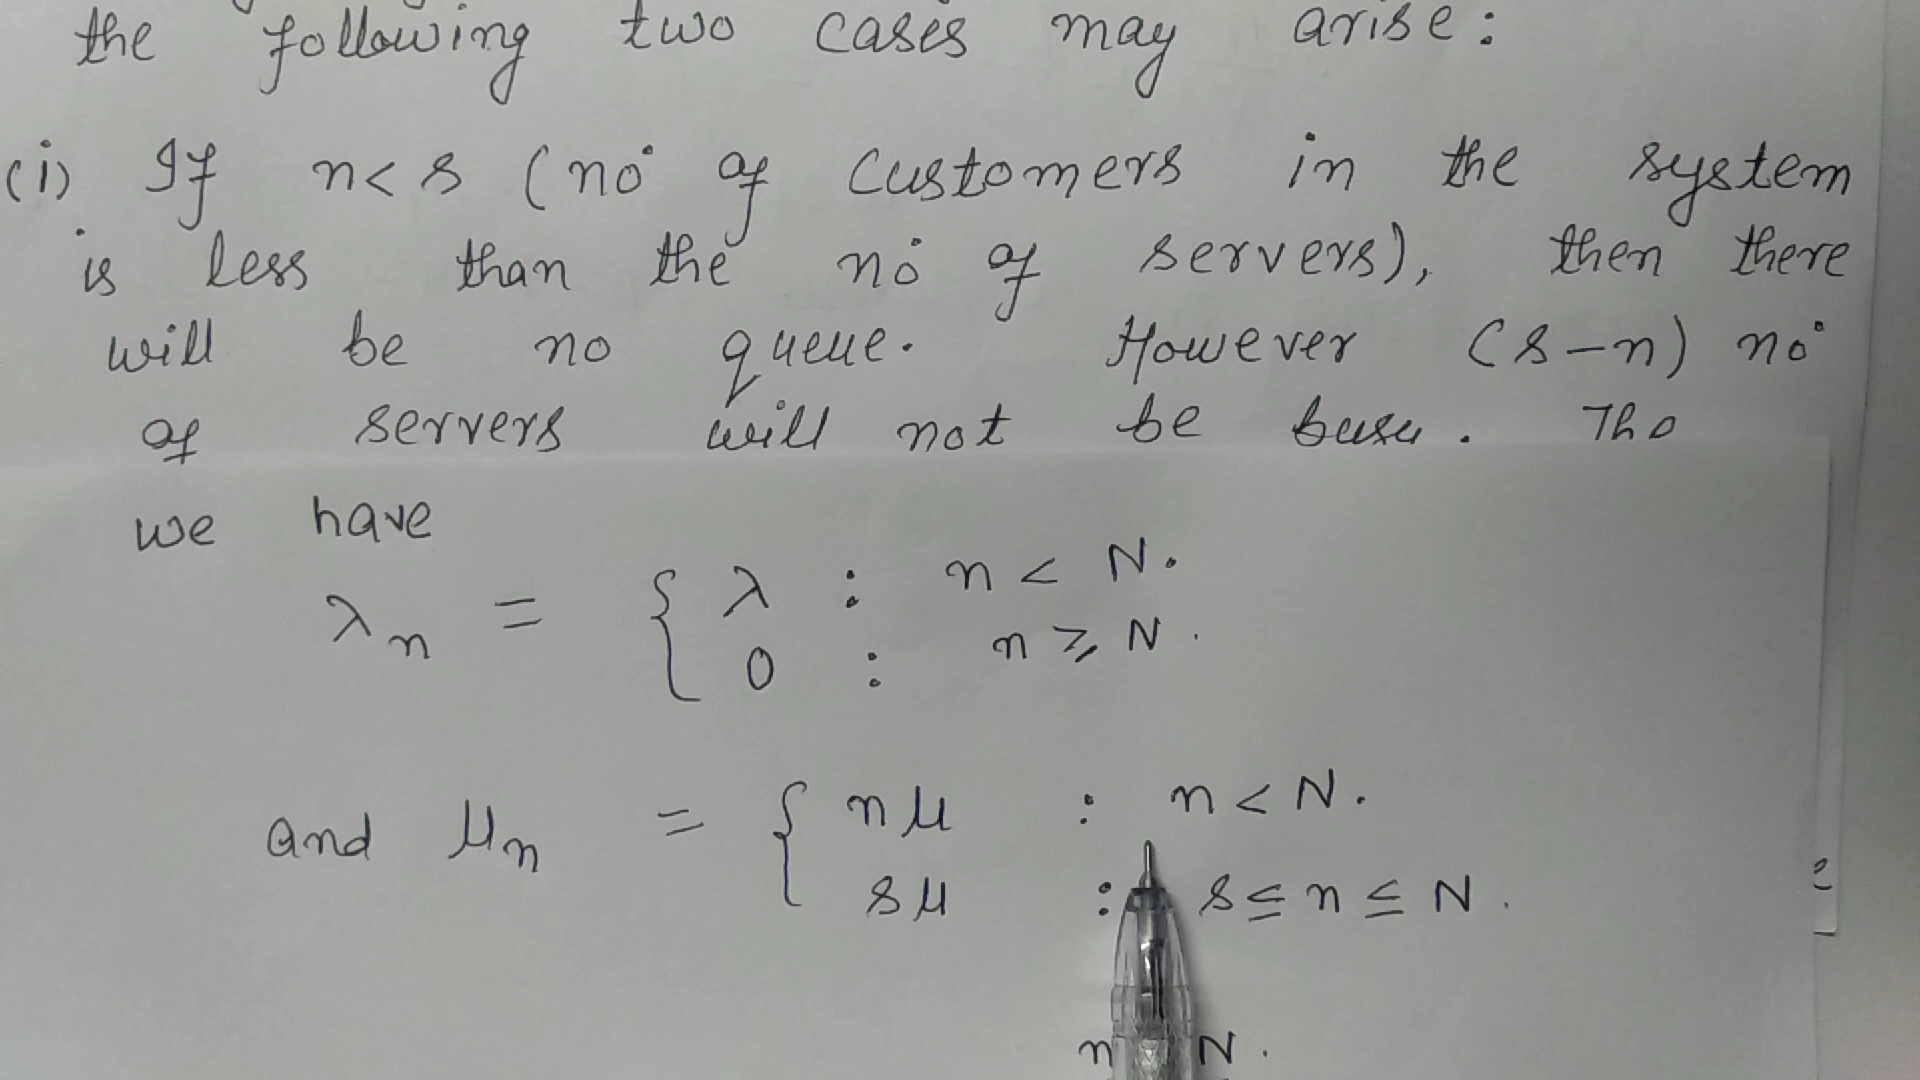 the following two cases may arise:
(i) If n < s (no of customers in the system
is less than the no of servers), then there
will be no queue. However (s-n) no
of servers will not be busy.
we have
λn = { λ : n < N.
0 : n ≥ N.
and μn = { nμ : n < N.
sμ : s ≤ n ≤ N.
n N.